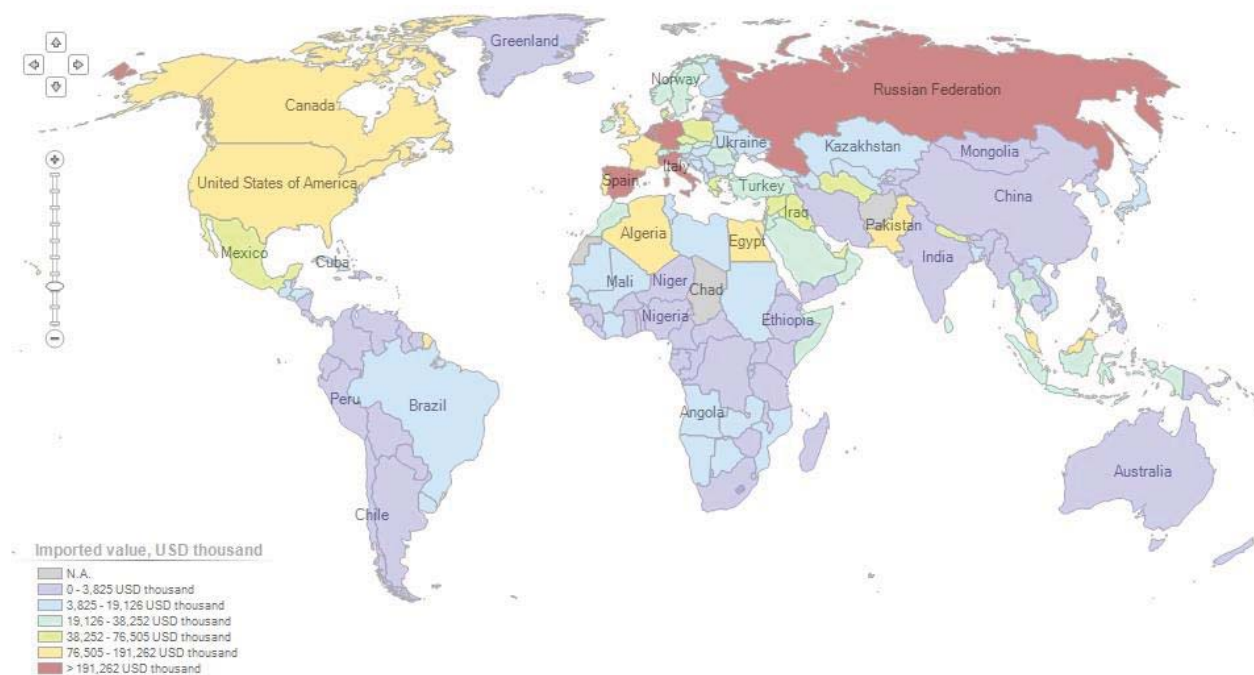 Greenland
Norway
Russian Federation
Canada
Ukraine
Kazakhstan
Mongolia
United States of America
Spain
Italy
Turkey
China
Iraq
Mexico
Algeria
Egypt
Pakistan
Cuba
India
Mali
Niger
Chad
Nigeria
Ethiopia
Peru
Brazil
Angola
Australia
Chile
Imported value, USD thousand
N.A.
0 - 3,825 USD thousand
3,825 - 19,126 USD thousand
19,126 - 38,252 USD thousand
38,252 - 76,505 USD thousand
76,505 - 191,262 USD thousand
> 191,262 USD thousand